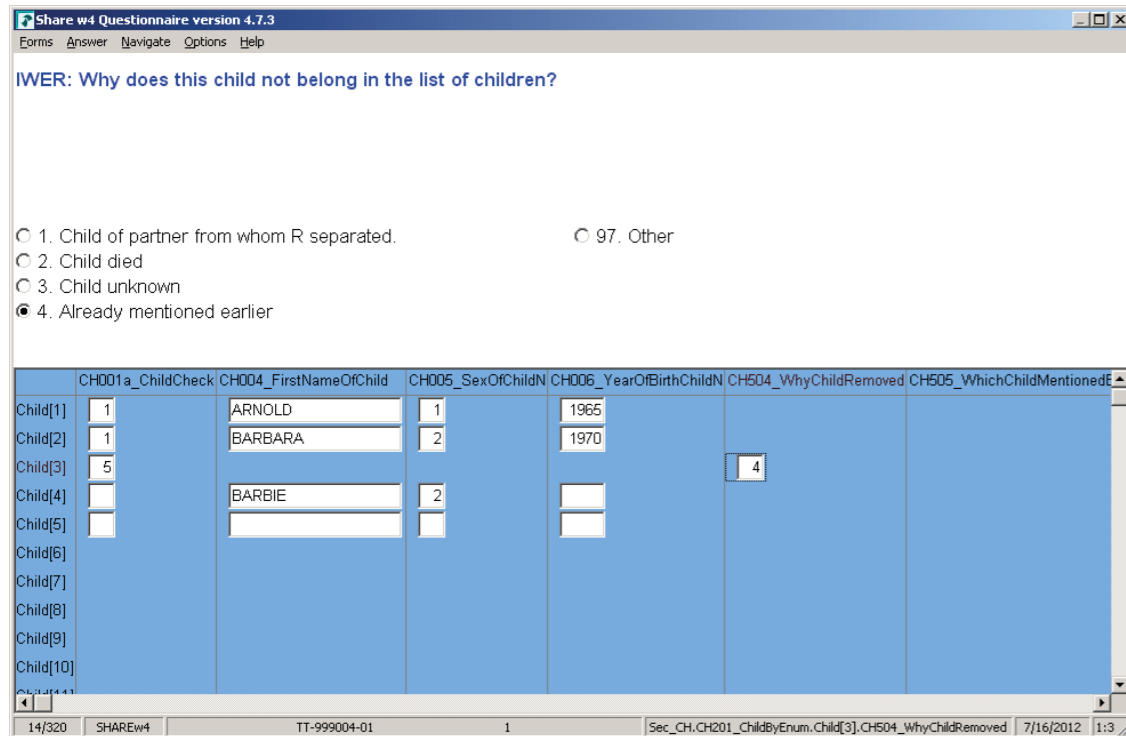 Share w4 Questionnaire version 4.7.3
Forms Answer Navigate Options Help
IWER: Why does this child not belong in the list of children?
1. Child of partner from whom R separated. 97. Other
2. Child died
3. Child unknown
4. Already mentioned earlier
CH001a_ChildCheck CH004_FirstNameOfChild CH005_SexOfChildN CH006_YearOfBirthChildN CH504_WhyChildRemoved CH505_WhichChildMentionedE
Child[1] 1 ARNOLD 1 1965
Child[2] 1 BARBARA 2 1970
Child[3] 5 4
Child[4] BARBIE 2
Child[5]
Child[6]
Child[7]
Child[8]
Child[9]
Child[10]
14/320 SHAREw4 TT-999004-01 1 Sec_CH.CH201_ChildByEnum.Child[3].CH504_WhyChildRemoved 7/16/2012 1:3